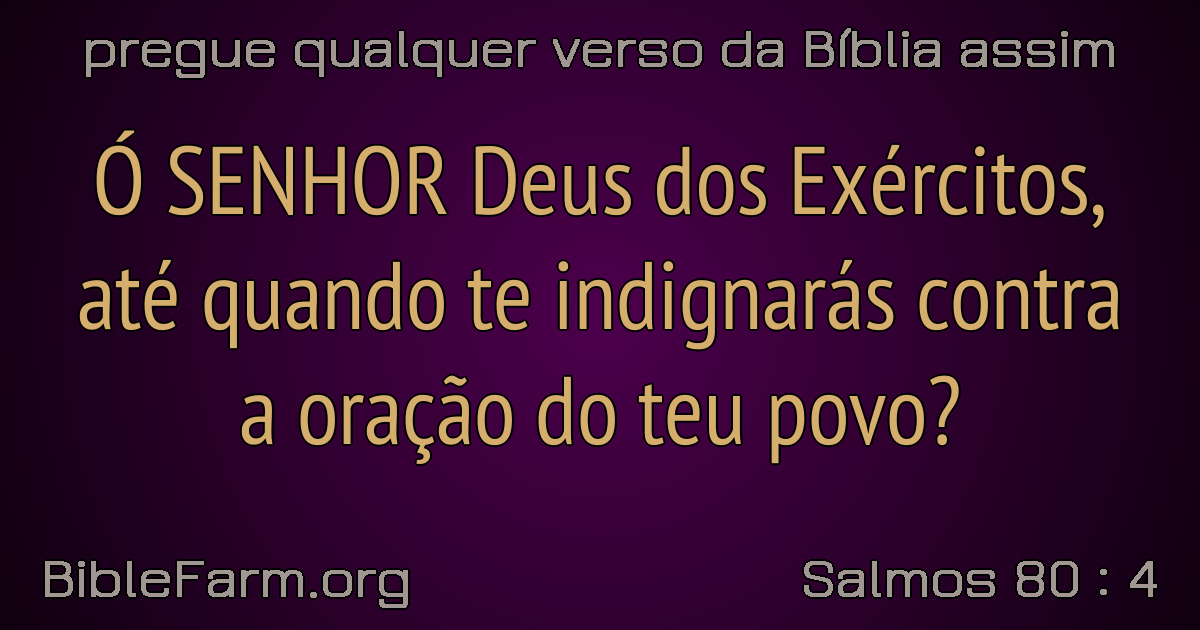 pregue qualquer verso da Bíblia assim
Ó SENHOR Deus dos Exércitos,
até quando te indignarás contra
a oração do teu povo?
BibleFarm.org
Salmos 80 : 4